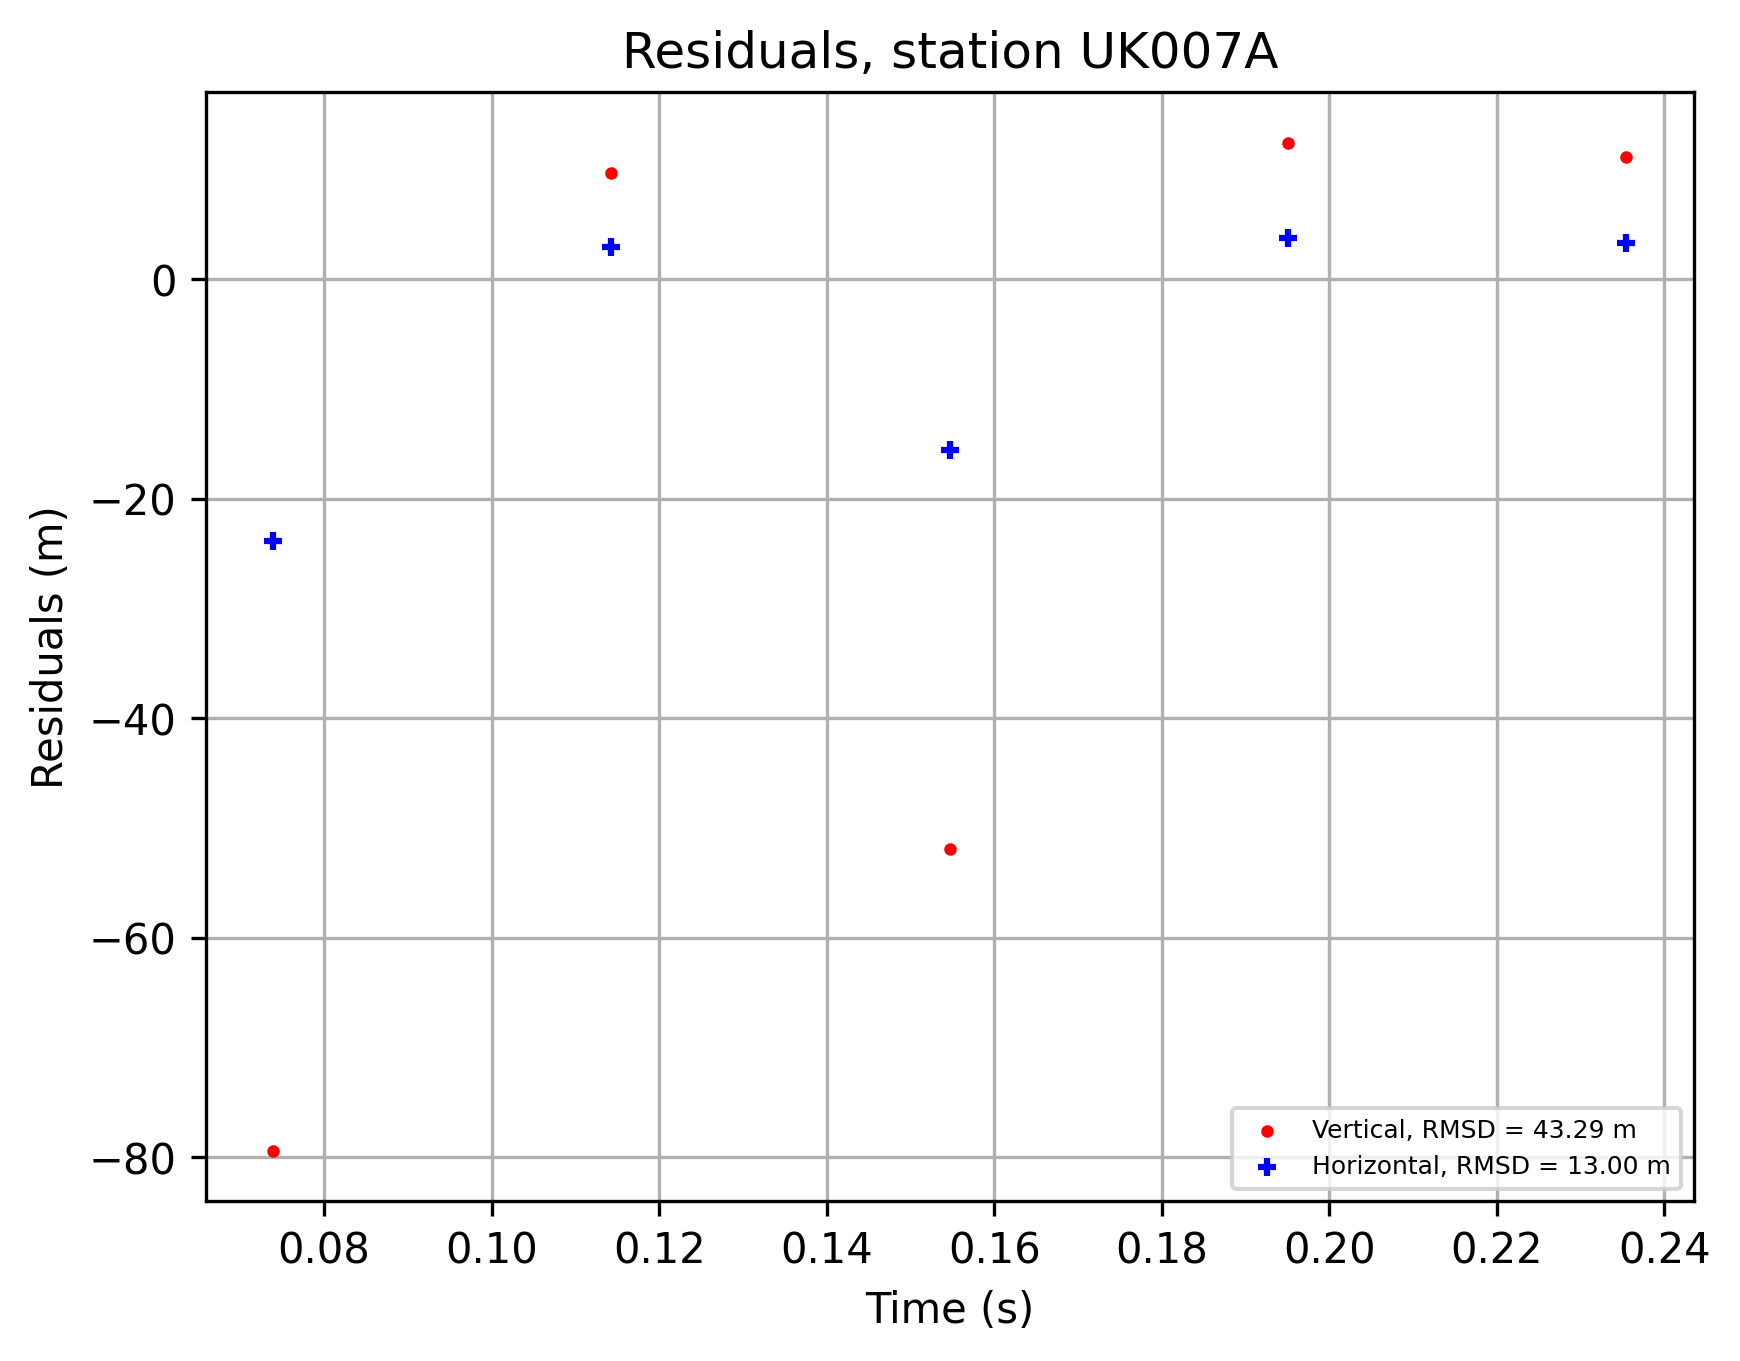 Residuals, station UK007A
Residuals (m)
0
−20
−40
−60
−80
Vertical, RMSD = 43.29 m
Horizontal, RMSD = 13.00 m
0.08 0.10 0.12 0.14 0.16 0.18 0.20 0.22 0.24
Time (s)